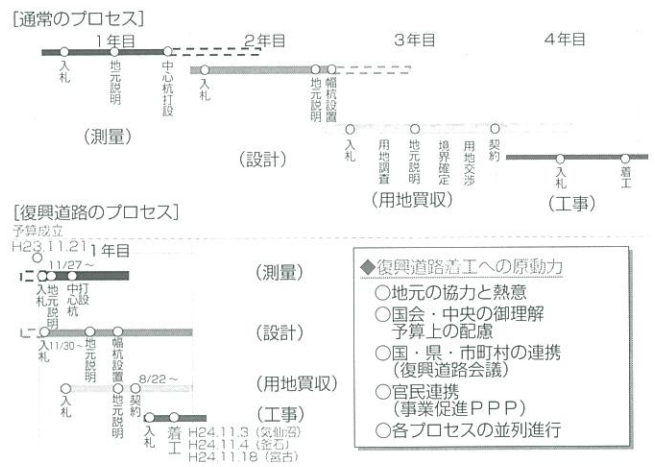 [通常のプロセス]
1年目 2年目 3年目 4年目
入札 地元説明 中心杭打設
(測量)
入札 地元説明 幅杭設置
(設計)
入札 用地調査 地元説明 境界確定 用地交渉 契約
(用地買収)
入札 着工
(工事)
[復興道路のプロセス]
予算成立
H23.11.21 1年目
11/27~
入札 地元説明 中心杭打設
(測量)
入札 11/30~ 地元説明 幅杭設置
(設計)
8/22~
入札 地元説明 契約
(用地買収)
入札 着工
(工事)
H24.11.3(気仙沼)
H24.11.4(釜石)
H24.11.18(宮古)
◆復興道路着工への原動力
○地元の協力と熱意
○国会・中央の御理解
予算上の配慮
○国・県・市町村の連携
(復興道路会議)
○官民連携
(事業促進PPP)
○各プロセスの並列進行